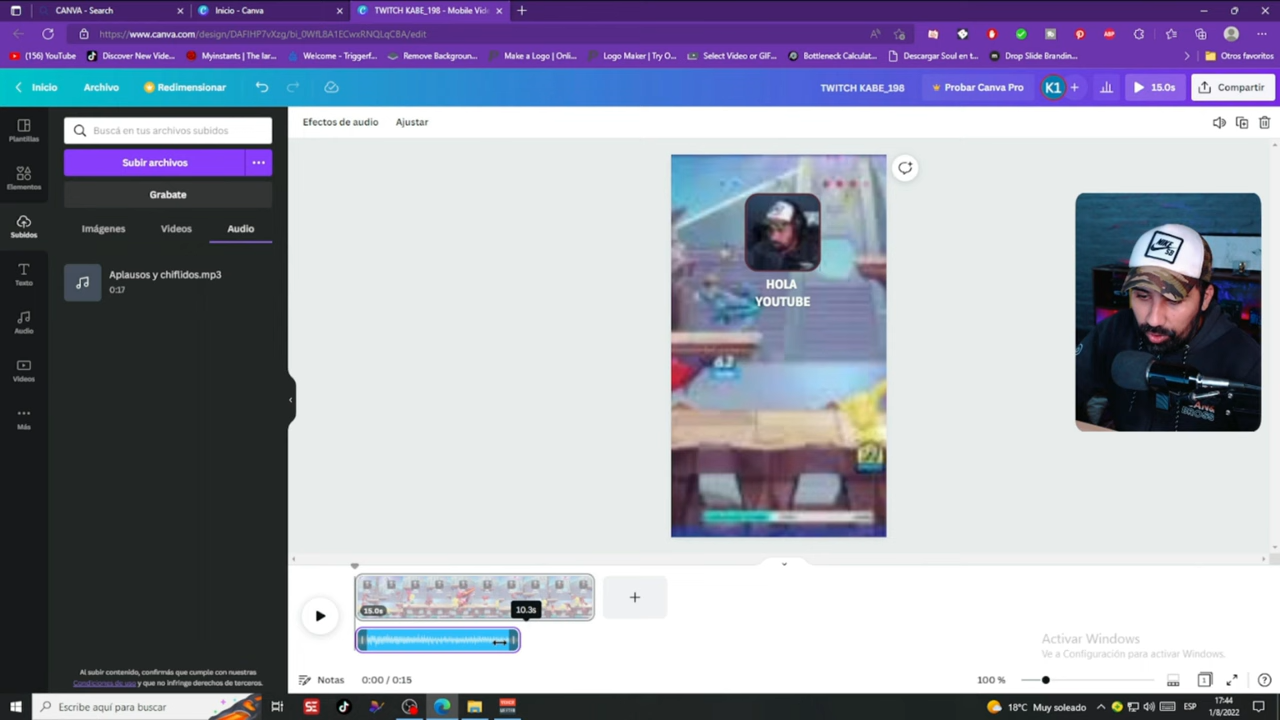 CANVA - Search
Inicio - Canva
TWITCH KABE_198 - Mobile Vid
https://www.canva.com/design/DAFIHP7vXzg/bi_0WfL8A1ECwxRNQLqCBA/edit
(156) YouTube
Discover New Vide...
Myinstants | The lar...
Welcome - Triggerf...
Remove Backgroun...
Make a Logo | Onli...
Logo Maker | Try O...
Select Video or GIF...
Bottleneck Calculat...
Descargar Soul en t...
Drop Slide Brandin...
Otros favoritos
Inicio
Archivo
Redimensionar
TWITCH KABE_198
Probar Canva Pro
K1
15.0s
Compartir
Plantillas
Elementos
Subidos
Texto
Audio
Videos
Más
Buscá en tus archivos subidos
Subir archivos
Grabate
Imágenes
Videos
Audio
Aplausos y chiflidos.mp3
0:17
Al subir contenido, confirmás que cumple con nuestras
Condiciones de uso y que no infringe derechos de terceros.
Efectos de audio
Ajustar
HOLA
YOUTUBE
NIKE SB
15.0s
10.3s
Notas
0:00 / 0:15
Activar Windows
Ve a Configuración para activar Windows.
100 %
1
Escribe aquí para buscar
18°C Muy soleado
ESP
17:44
1/8/2022